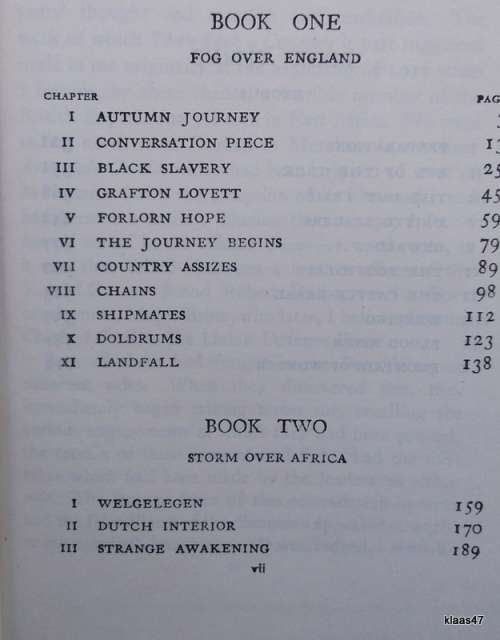 BOOK ONE
FOG OVER ENGLAND
CHAPTER PAG
I AUTUMN JOURNEY 3
II CONVERSATION PIECE 13
III BLACK SLAVERY 25
IV GRAFTON LOVETT 45
V FORLORN HOPE 59
VI THE JOURNEY BEGINS 79
VII COUNTRY ASSIZES 89
VIII CHAINS 98
IX SHIPMATES 112
X DOLDRUMS 123
XI LANDFALL 138
BOOK TWO
STORM OVER AFRICA
I WELGELEGEN 159
II DUTCH INTERIOR 170
III STRANGE AWAKENING 189
vii
klaas47